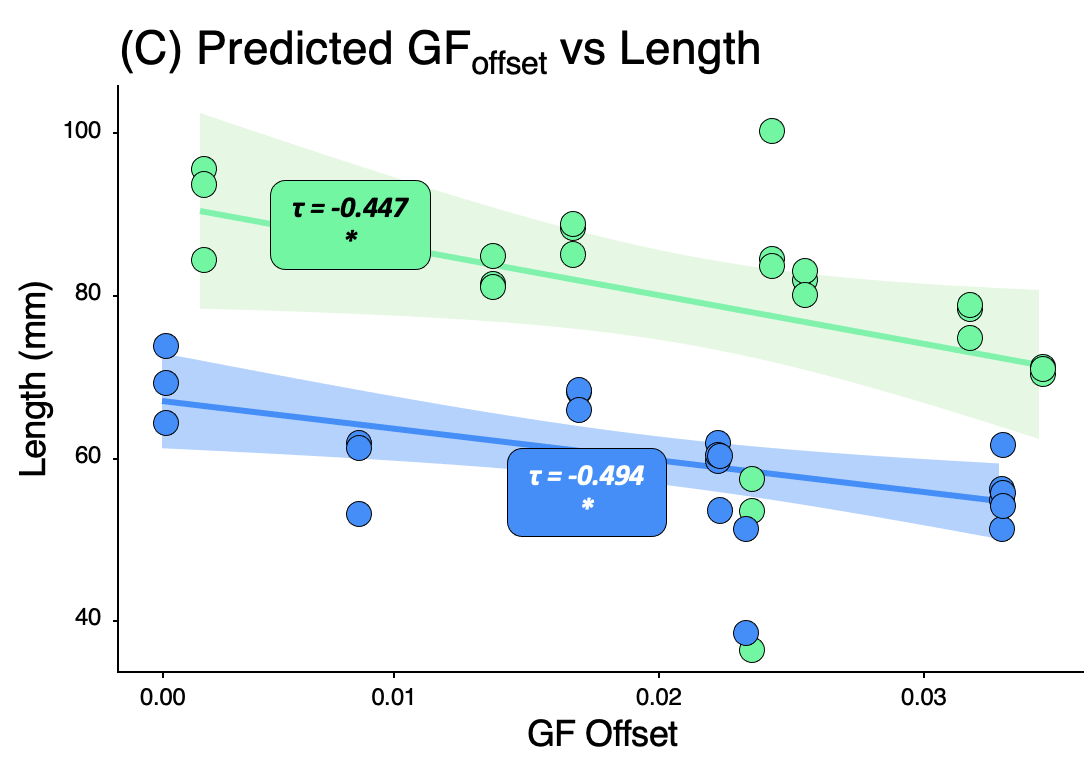 (C) Predicted GFoffset vs Length
100
80
60
40
Length (mm)
τ = -0.447
*
τ = -0.494
*
0.00 0.01 0.02 0.03
GF Offset